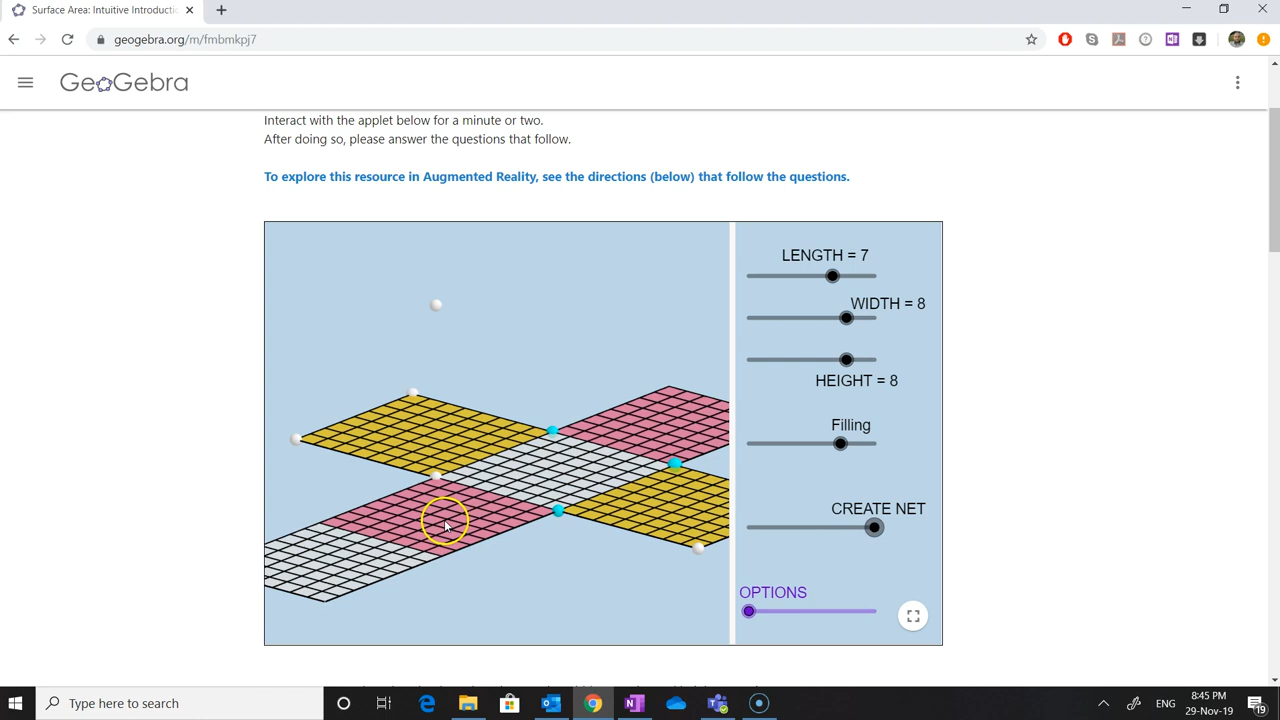 Surface Area: Intuitive Introducti
geogebra.org/m/fmbmkpj7
GeoGebra
Interact with the applet below for a minute or two.
After doing so, please answer the questions that follow.
To explore this resource in Augmented Reality, see the directions (below) that follow the questions.
LENGTH = 7
WIDTH = 8
HEIGHT = 8
Filling
CREATE NET
OPTIONS
Type here to search
ENG
8:45 PM
29-Nov-19
19